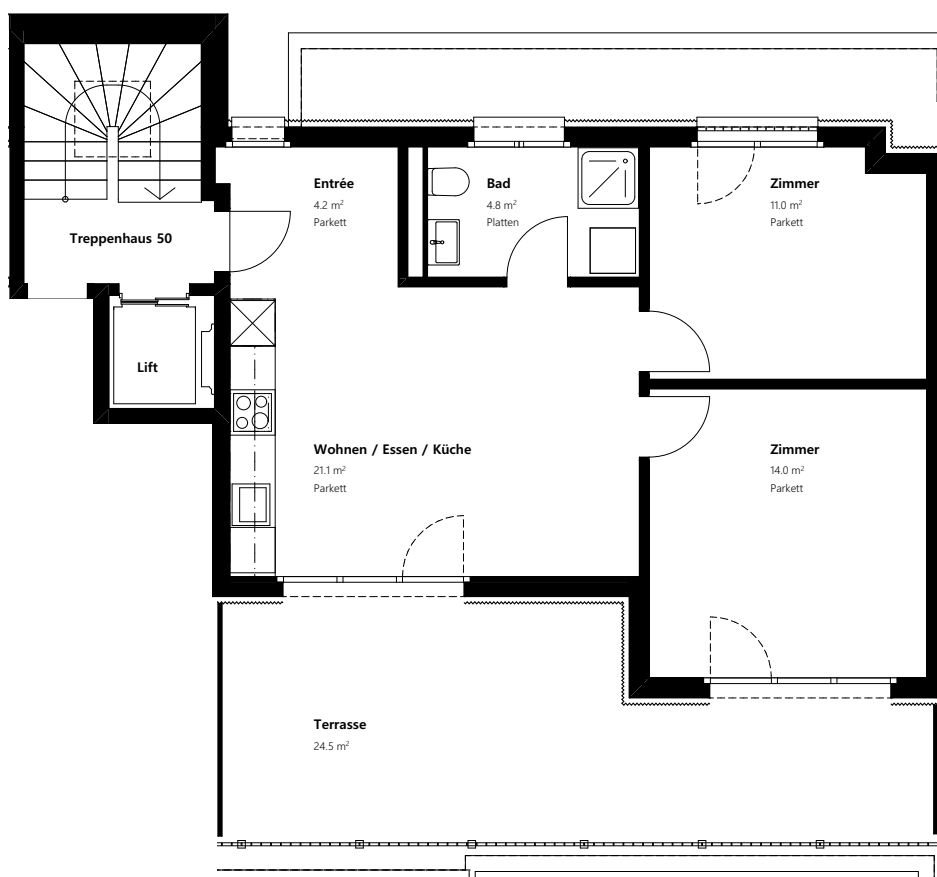 Entrée
4.2 m²
Parkett
Bad
4.8 m²
Platten
Zimmer
11.0 m²
Parkett
Treppenhaus 50
Lift
Wohnen / Essen / Küche
21.1 m²
Parkett
Zimmer
14.0 m²
Parkett
Terrasse
24.5 m²